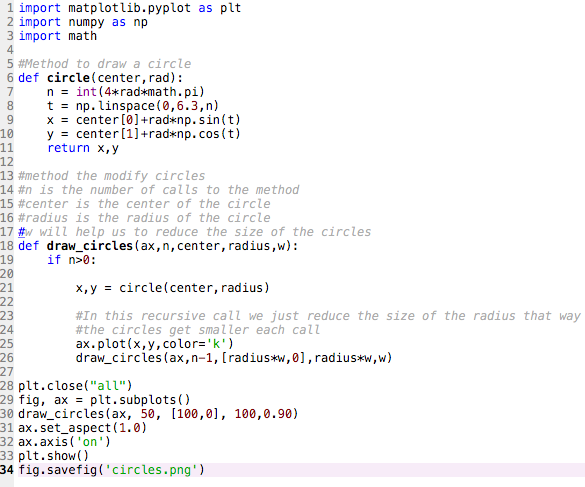 1 import matplotlib.pyplot as plt
2 import numpy as np
3 import math
4
5 #Method to draw a circle
6 def circle(center,rad):
7     n = int(4*rad*math.pi)
8     t = np.linspace(0,6.3,n)
9     x = center[0]+rad*np.sin(t)
10     y = center[1]+rad*np.cos(t)
11     return x,y
12
13 #method the modify circles
14 #n is the number of calls to the method
15 #center is the center of the circle
16 #radius is the radius of the circle
17 #w will help us to reduce the size of the circles
18 def draw_circles(ax,n,center,radius,w):
19     if n>0:
20
21         x,y = circle(center,radius)
22
23         #In this recursive call we just reduce the size of the radius that way
24         #the circles get smaller each call
25         ax.plot(x,y,color='k')
26         draw_circles(ax,n-1,[radius*w,0],radius*w,w)
27
28 plt.close("all")
29 fig, ax = plt.subplots()
30 draw_circles(ax, 50, [100,0], 100,0.90)
31 ax.set_aspect(1.0)
32 ax.axis('on')
33 plt.show()
34 fig.savefig('circles.png')